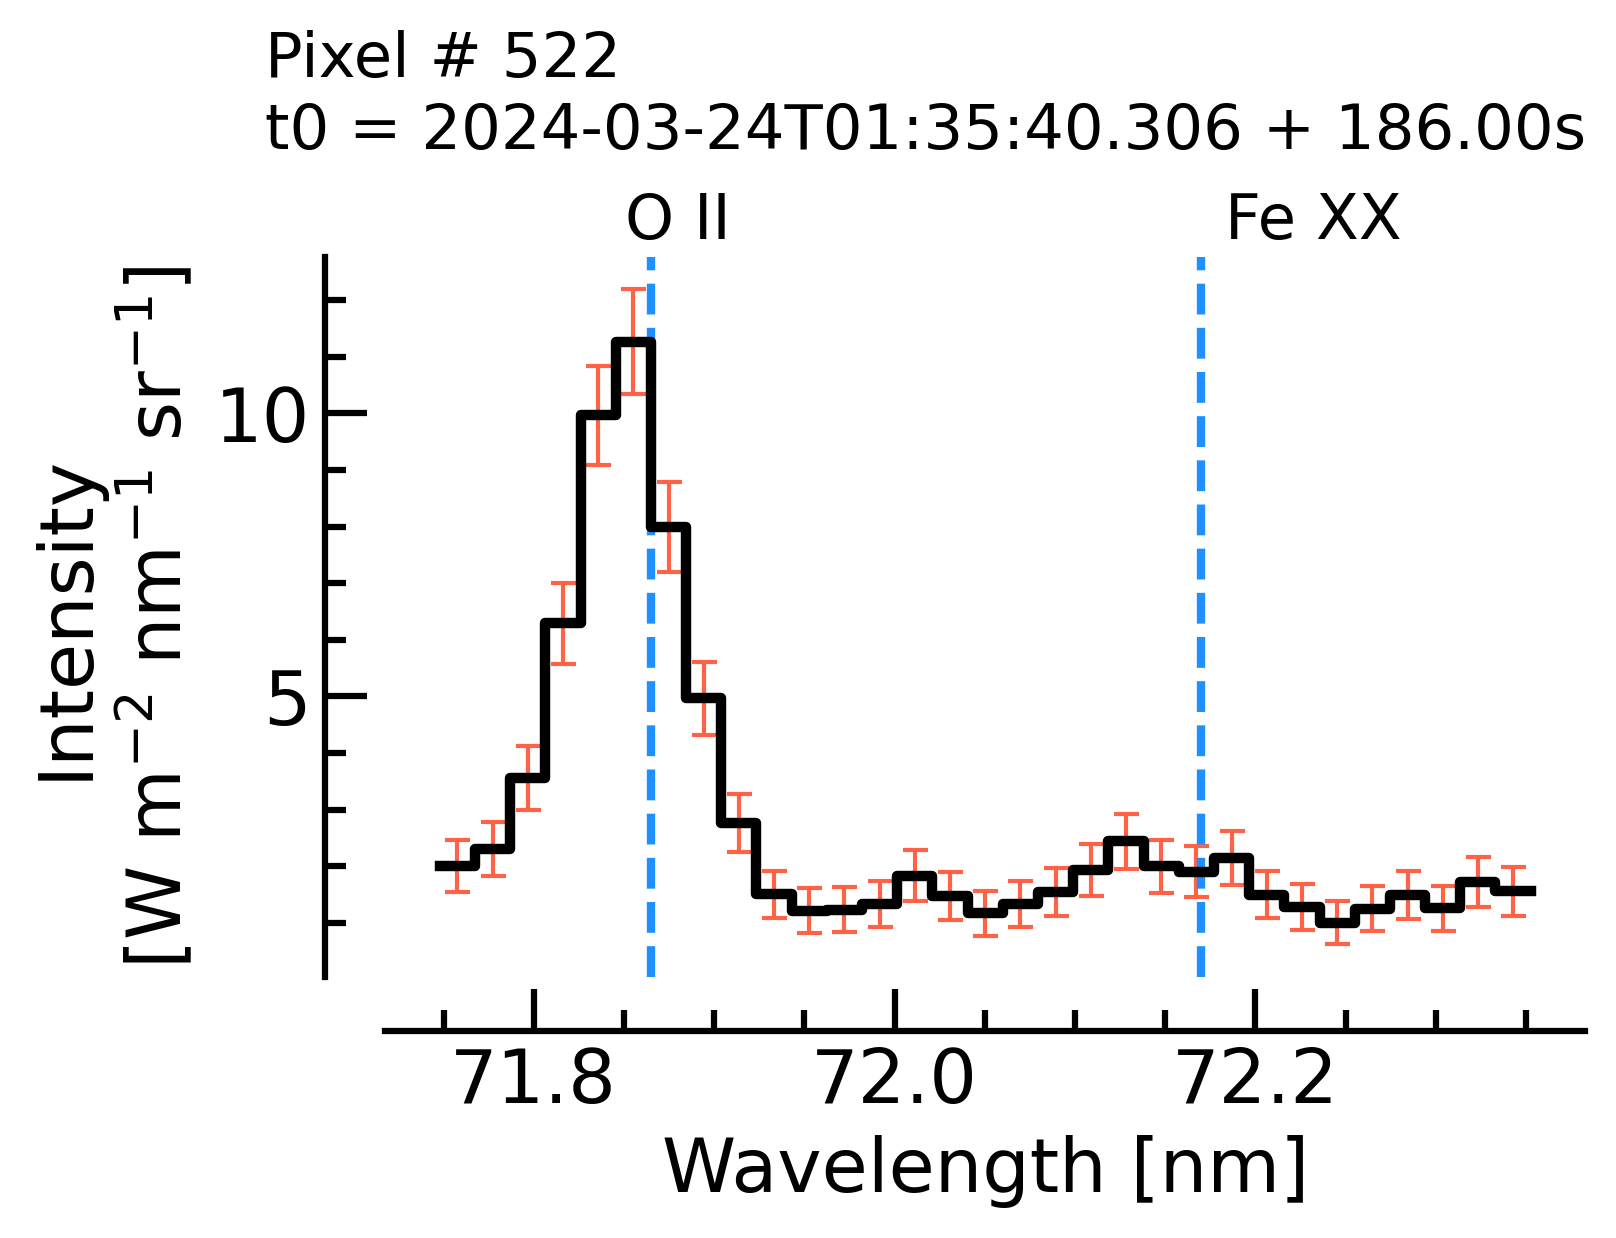 Pixel # 522
t0 = 2024-03-24T01:35:40.306 + 186.00s
O II
Fe XX
Intensity
[W m⁻² nm⁻¹ sr⁻¹]
10
5
71.8
72.0
72.2
Wavelength [nm]